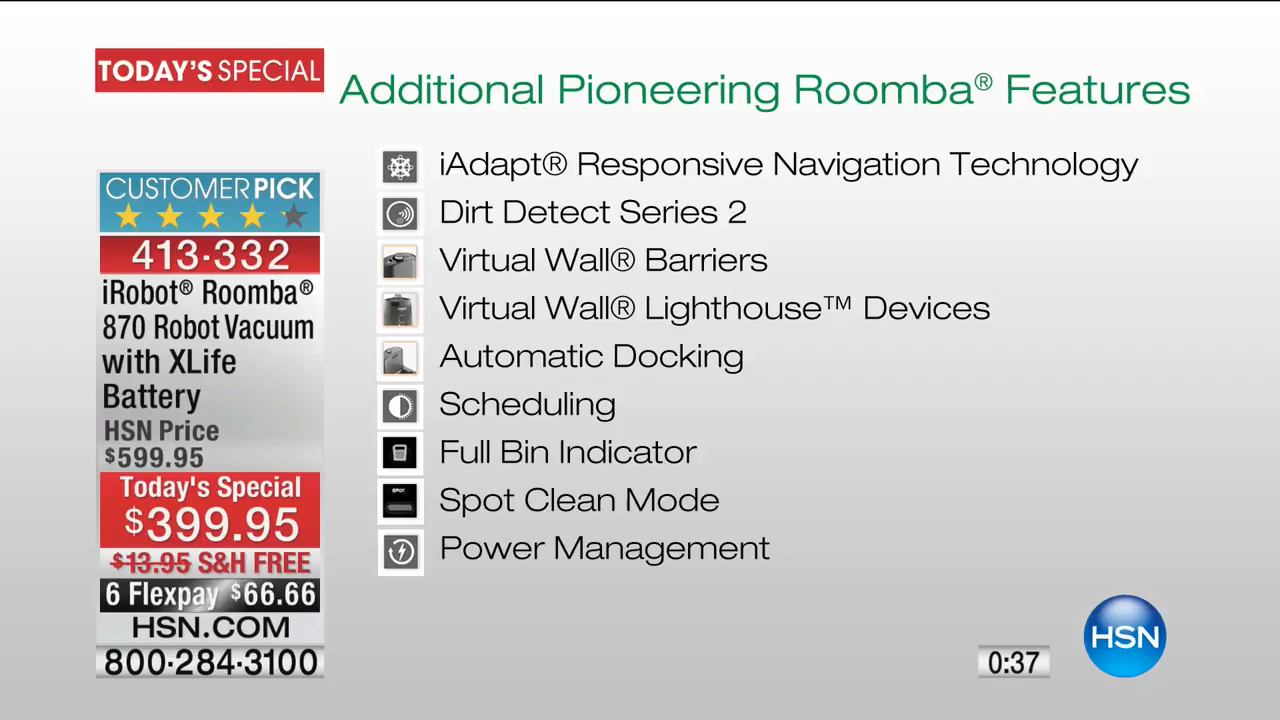 TODAY'S SPECIAL
Additional Pioneering Roomba® Features
iAdapt® Responsive Navigation Technology
Dirt Detect Series 2
Virtual Wall® Barriers
Virtual Wall® Lighthouse™ Devices
Automatic Docking
Scheduling
Full Bin Indicator
SPOT
Spot Clean Mode
Power Management
CUSTOMER PICK
413·332
iRobot® Roomba®
870 Robot Vacuum
with XLife
Battery
HSN Price
$599.95
Today's Special
$399.95
$13.95 S&H FREE
6 Flexpay $66.66
HSN.COM
800·284·3100
0:37
HSN